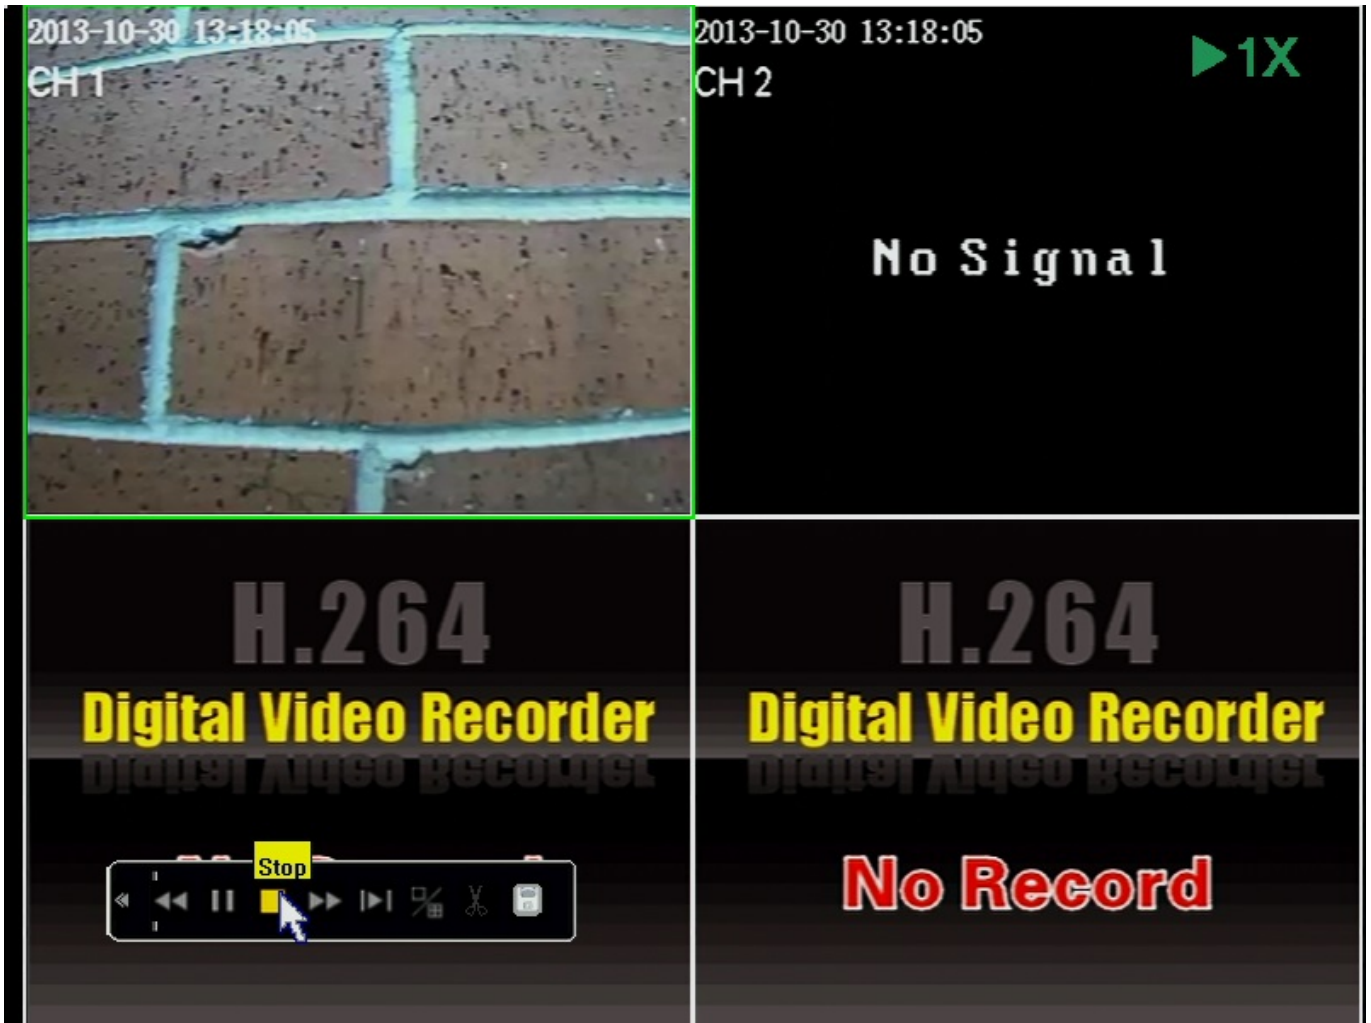 2013-10-30 13:18:05
CH 1
2013-10-30 13:18:05
CH 2
1X
No Signal
H.264
Digital Video Recorder
Stop
H.264
Digital Video Recorder
No Record